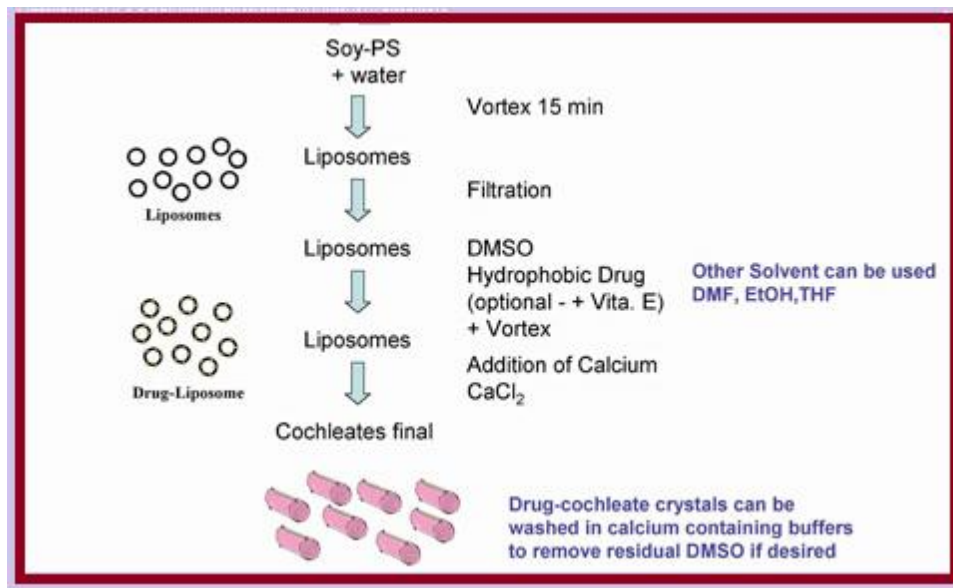 Soy-PS
+ water
Vortex 15 min
Liposomes
Filtration
Liposomes
Liposomes
DMSO
Hydrophobic Drug
(optional - + Vita. E)
+ Vortex
Other Solvent can be used
DMF, EtOH,THF
Liposomes
Drug-Liposome
Addition of Calcium
CaCl₂
Cochleates final
Drug-cochleate crystals can be
washed in calcium containing buffers
to remove residual DMSO if desired